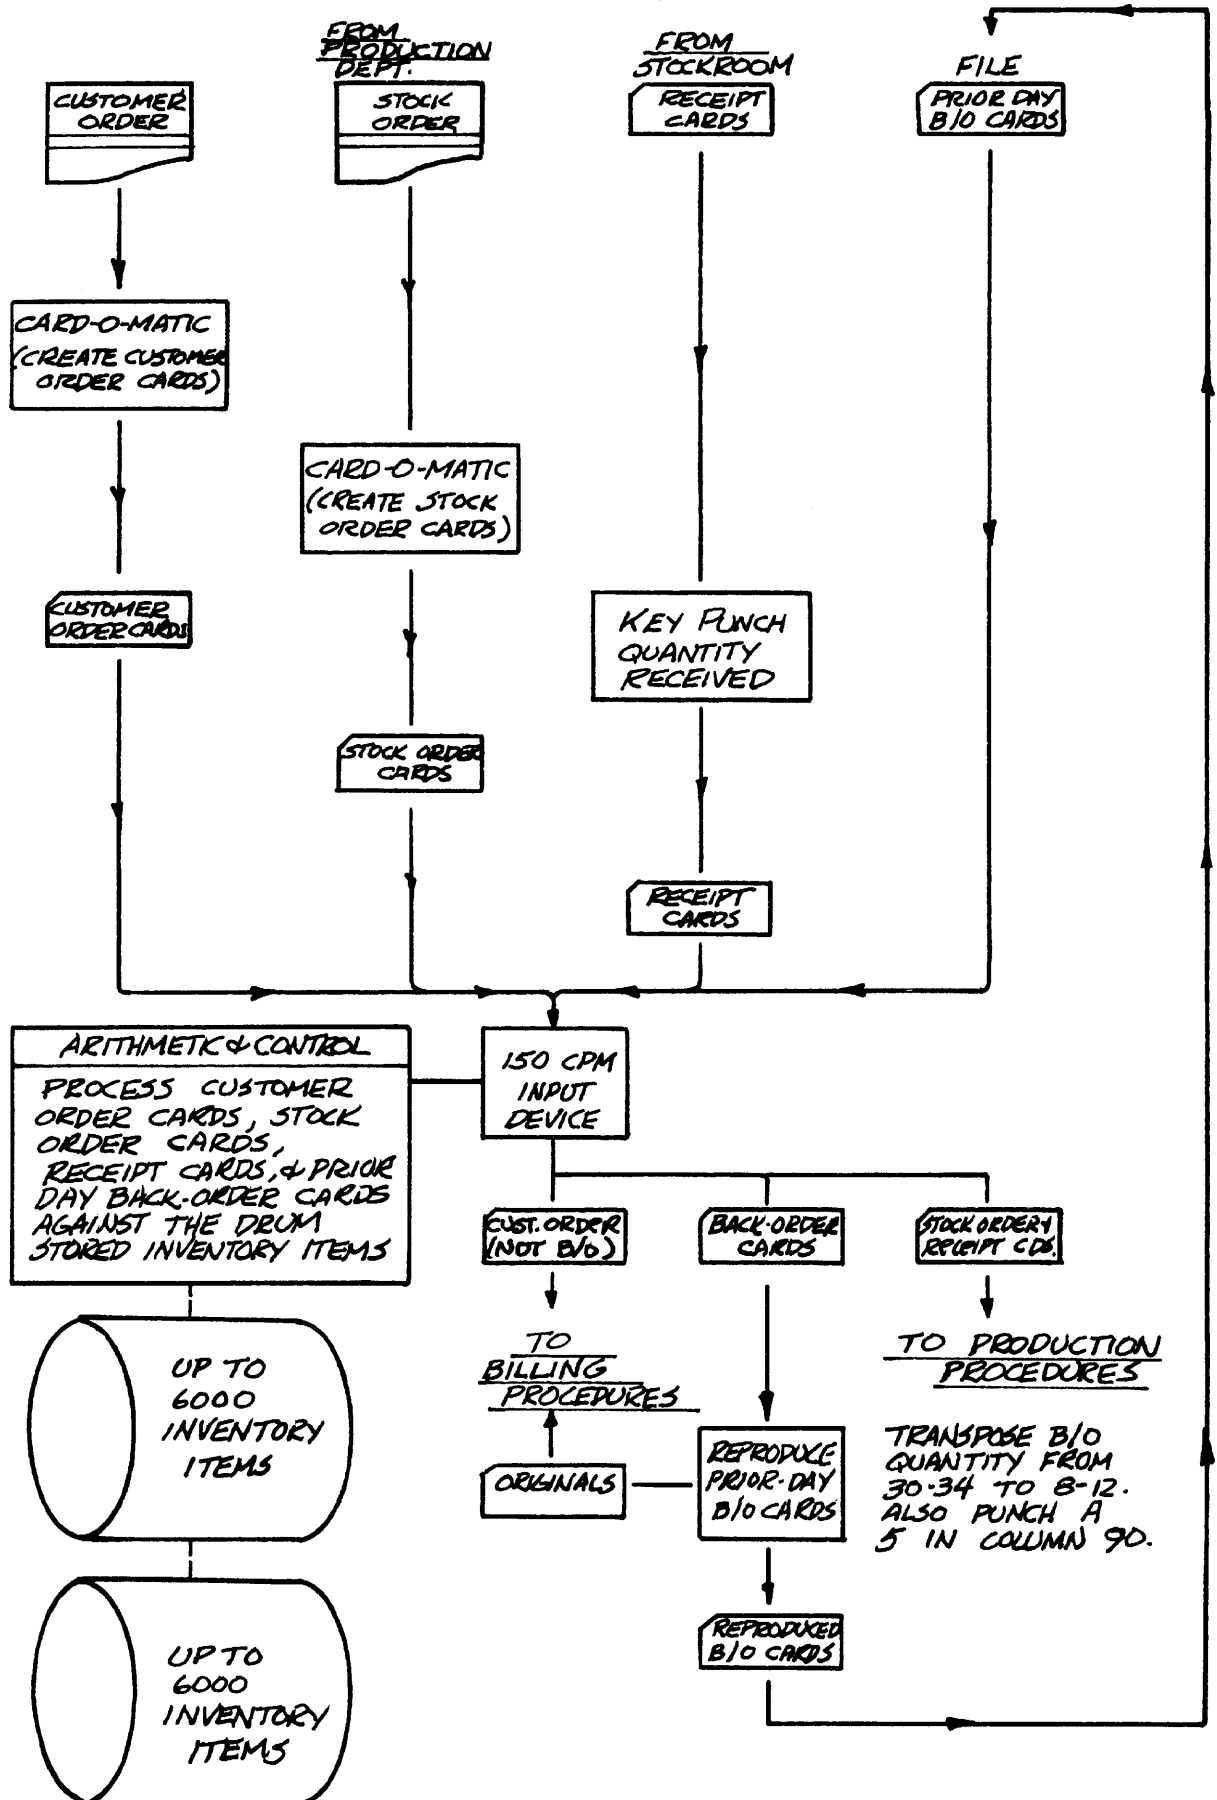 CUSTOMER
ORDER
FROM
PRODUCTION
DEPT.
STOCK
ORDER
FROM
STOCKROOM
RECEIPT
CARDS
FILE
PRIOR DAY
B/O CARDS
CARD-O-MATIC
(CREATE CUSTOMER
ORDER CARDS)
CARD-O-MATIC
(CREATE STOCK
ORDER CARDS)
CUSTOMER
ORDER CARDS
KEY PUNCH
QUANTITY
RECEIVED
STOCK ORDER
CARDS
RECEIPT
CARDS
ARITHMETIC & CONTROL
PROCESS CUSTOMER
ORDER CARDS, STOCK
ORDER CARDS,
RECEIPT CARDS, & PRIOR
DAY BACK-ORDER CARDS
AGAINST THE DRUM
STORED INVENTORY ITEMS
150 CPM
INPUT
DEVICE
CUST. ORDER
(NOT B/O)
BACK-ORDER
CARDS
STOCK ORDER &
RECEIPT CDS.
TO
BILLING
PROCEDURES
TO PRODUCTION
PROCEDURES
UP TO
6000
INVENTORY
ITEMS
ORIGINALS
REPRODUCE
PRIOR-DAY
B/O CARDS
TRANSPOSE B/O
QUANTITY FROM
30-34 TO 8-12.
ALSO PUNCH A
5 IN COLUMN 90.
REPRODUCED
B/O CARDS
UP TO
6000
INVENTORY
ITEMS